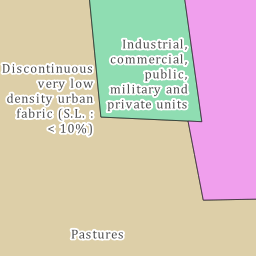 Industrial,
commercial,
public,
military and
private units
Discontinuous
very low
density urban
fabric (S.L. :
< 10%)
Pastures